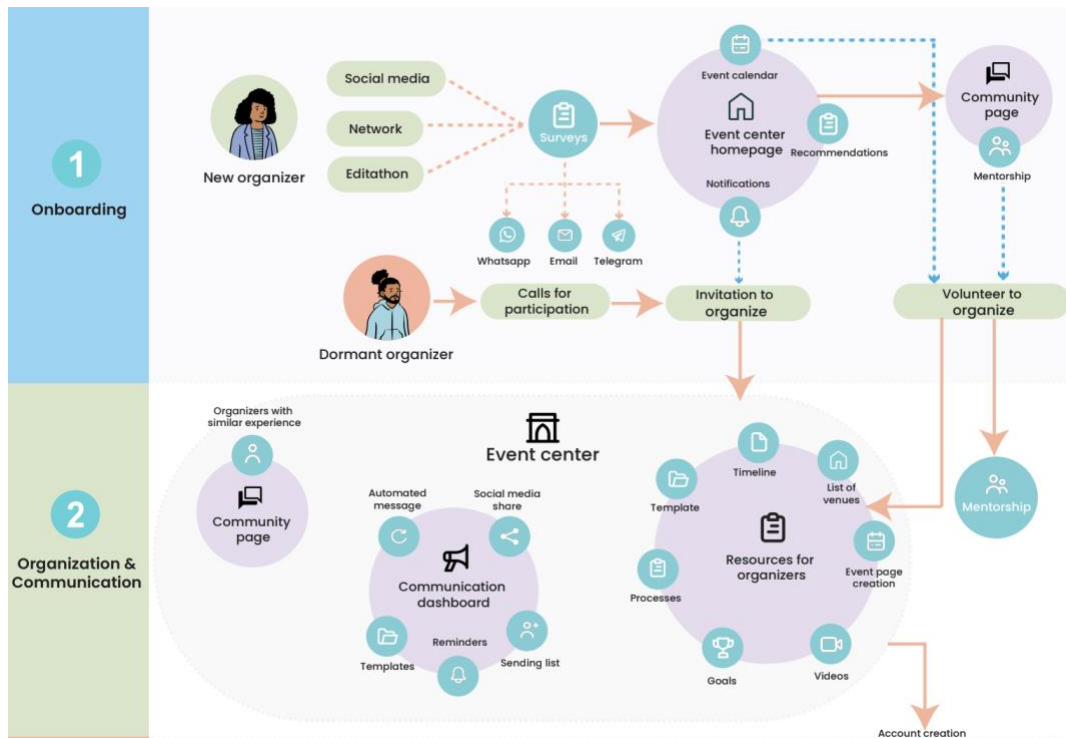 1
Onboarding
New organizer
Social media
Network
Editathon
Surveys
Whatsapp
Email
Telegram
Event calendar
Event center
homepage
Recommendations
Notifications
Community
page
Mentorship
Dormant organizer
Calls for
participation
Invitation to
organize
Volunteer to
organize
2
Organization &
Communication
Event center
Organizers with
similar experience
Community
page
Automated
message
Social media
share
Communication
dashboard
Templates
Reminders
Sending list
Timeline
Template
List of
venues
Resources for
organizers
Processes
Event page
creation
Goals
Videos
Mentorship
Account creation